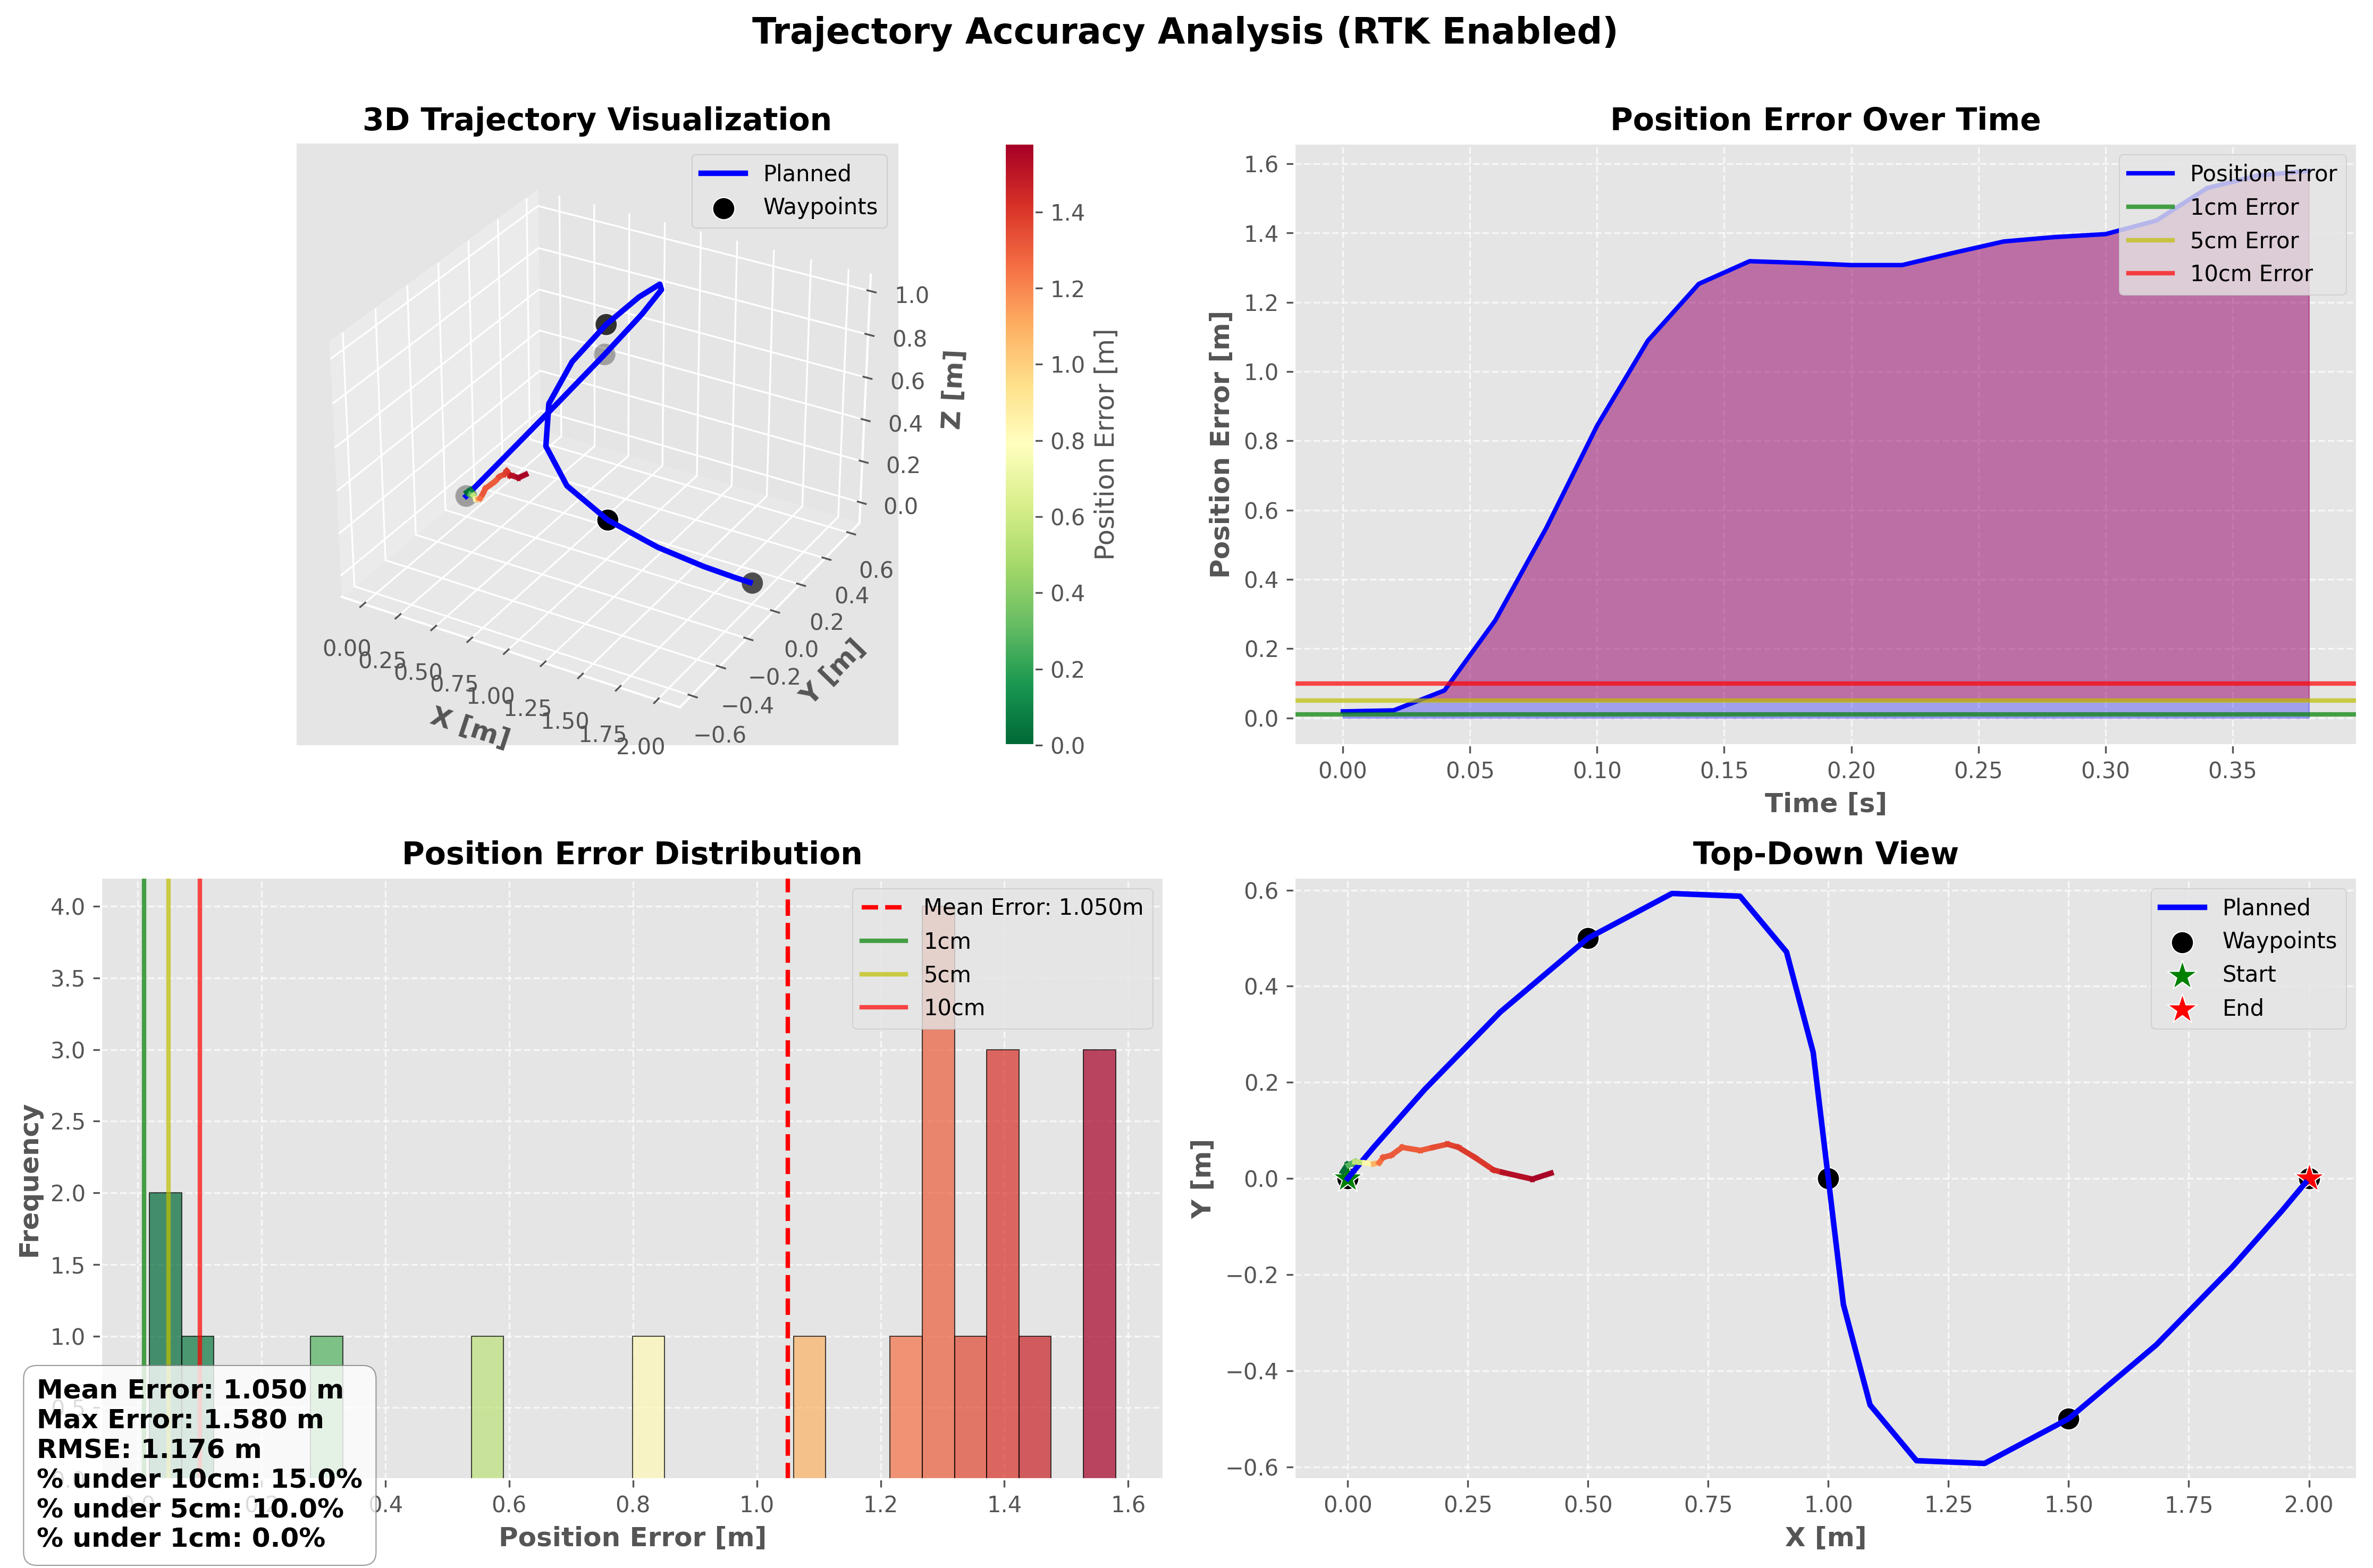 Trajectory Accuracy Analysis (RTK Enabled)
3D Trajectory Visualization
Planned
Waypoints
1.0
0.8
0.6
0.4
0.2
0.0
Z [m]
0.6
0.4
0.2
0.0
−0.2
−0.4
−0.6
Y [m]
0.00
0.25
0.50
0.75
1.00
1.25
1.50
1.75
2.00
X [m]
1.4
1.2
1.0
0.8
0.6
0.4
0.2
0.0
Position Error [m]
Position Error Over Time
Position Error
1cm Error
5cm Error
10cm Error
1.6
1.4
1.2
1.0
0.8
0.6
0.4
0.2
0.0
Position Error [m]
0.00 0.05 0.10 0.15 0.20 0.25 0.30 0.35
Time [s]
Position Error Distribution
Mean Error: 1.050m
1cm
5cm
10cm
4.0
3.5
3.0
2.5
2.0
1.5
1.0
Frequency
0.4 0.6 0.8 1.0 1.2 1.4 1.6
Position Error [m]
Mean Error: 1.050 m
Max Error: 1.580 m
RMSE: 1.176 m
% under 10cm: 15.0%
% under 5cm: 10.0%
% under 1cm: 0.0%
Top-Down View
Planned
Waypoints
Start
End
0.6
0.4
0.2
0.0
−0.2
−0.4
−0.6
Y [m]
0.00 0.25 0.50 0.75 1.00 1.25 1.50 1.75 2.00
X [m]